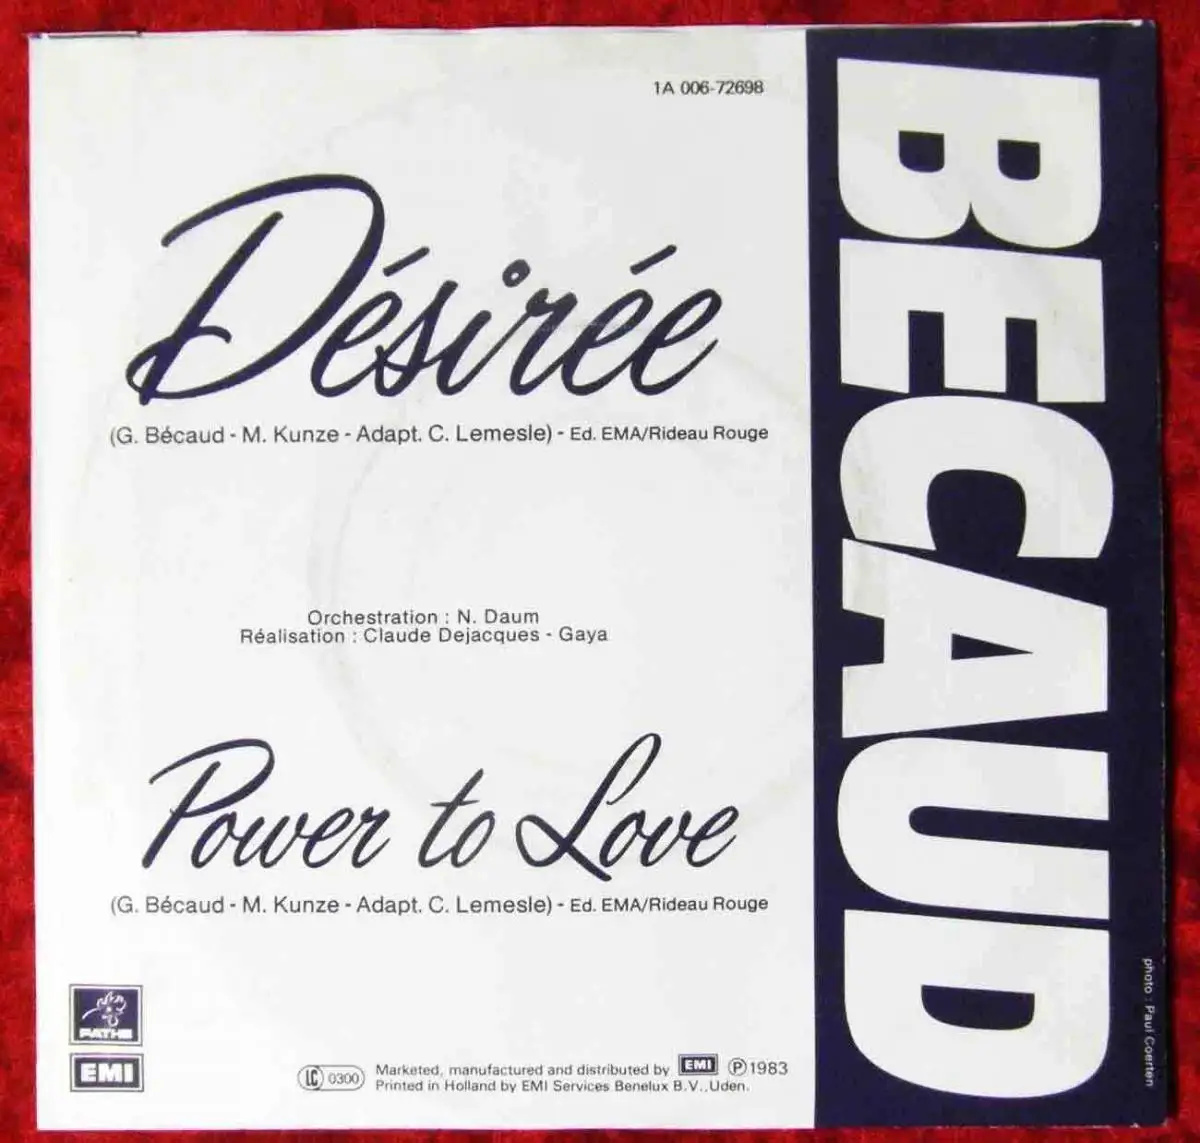 1A 006-72698
Désirée
(G. Bécaud - M. Kunze - Adapt. C. Lemesle) - Ed. EMA/Rideau Rouge
Orchestration : N. Daum
Réalisation : Claude Dejacques - Gaya
Power to Love
(G. Bécaud - M. Kunze - Adapt. C. Lemesle) - Ed. EMA/Rideau Rouge
PATHE
EMI
LC 0300
Marketed, manufactured and distributed by EMI ℗ 1983
Printed in Holland by EMI Services Benelux B.V., Uden.
BECAUD
photo : Paul Coerten